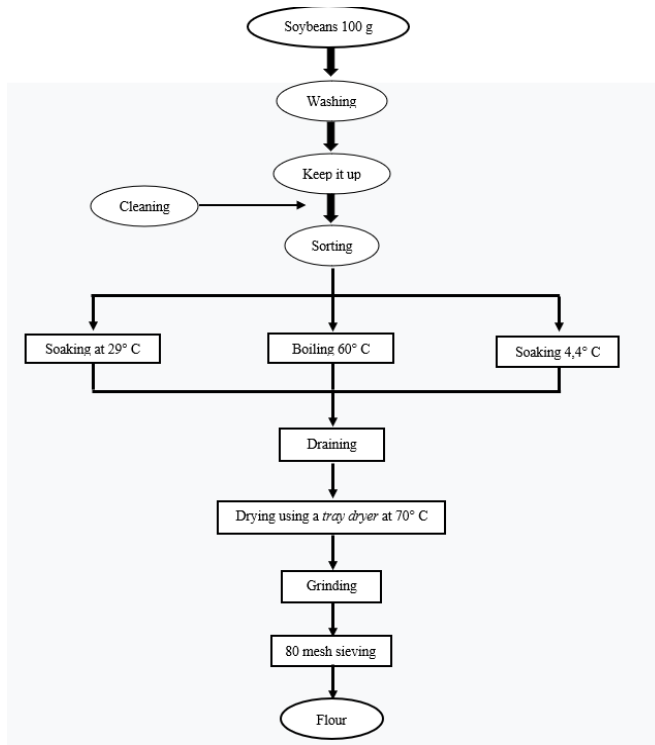 Soybeans 100 g
Washing
Keep it up
Cleaning
Sorting
Soaking at 29° C
Boiling 60° C
Soaking 4,4° C
Draining
Drying using a tray dryer at 70° C
Grinding
80 mesh sieving
Flour